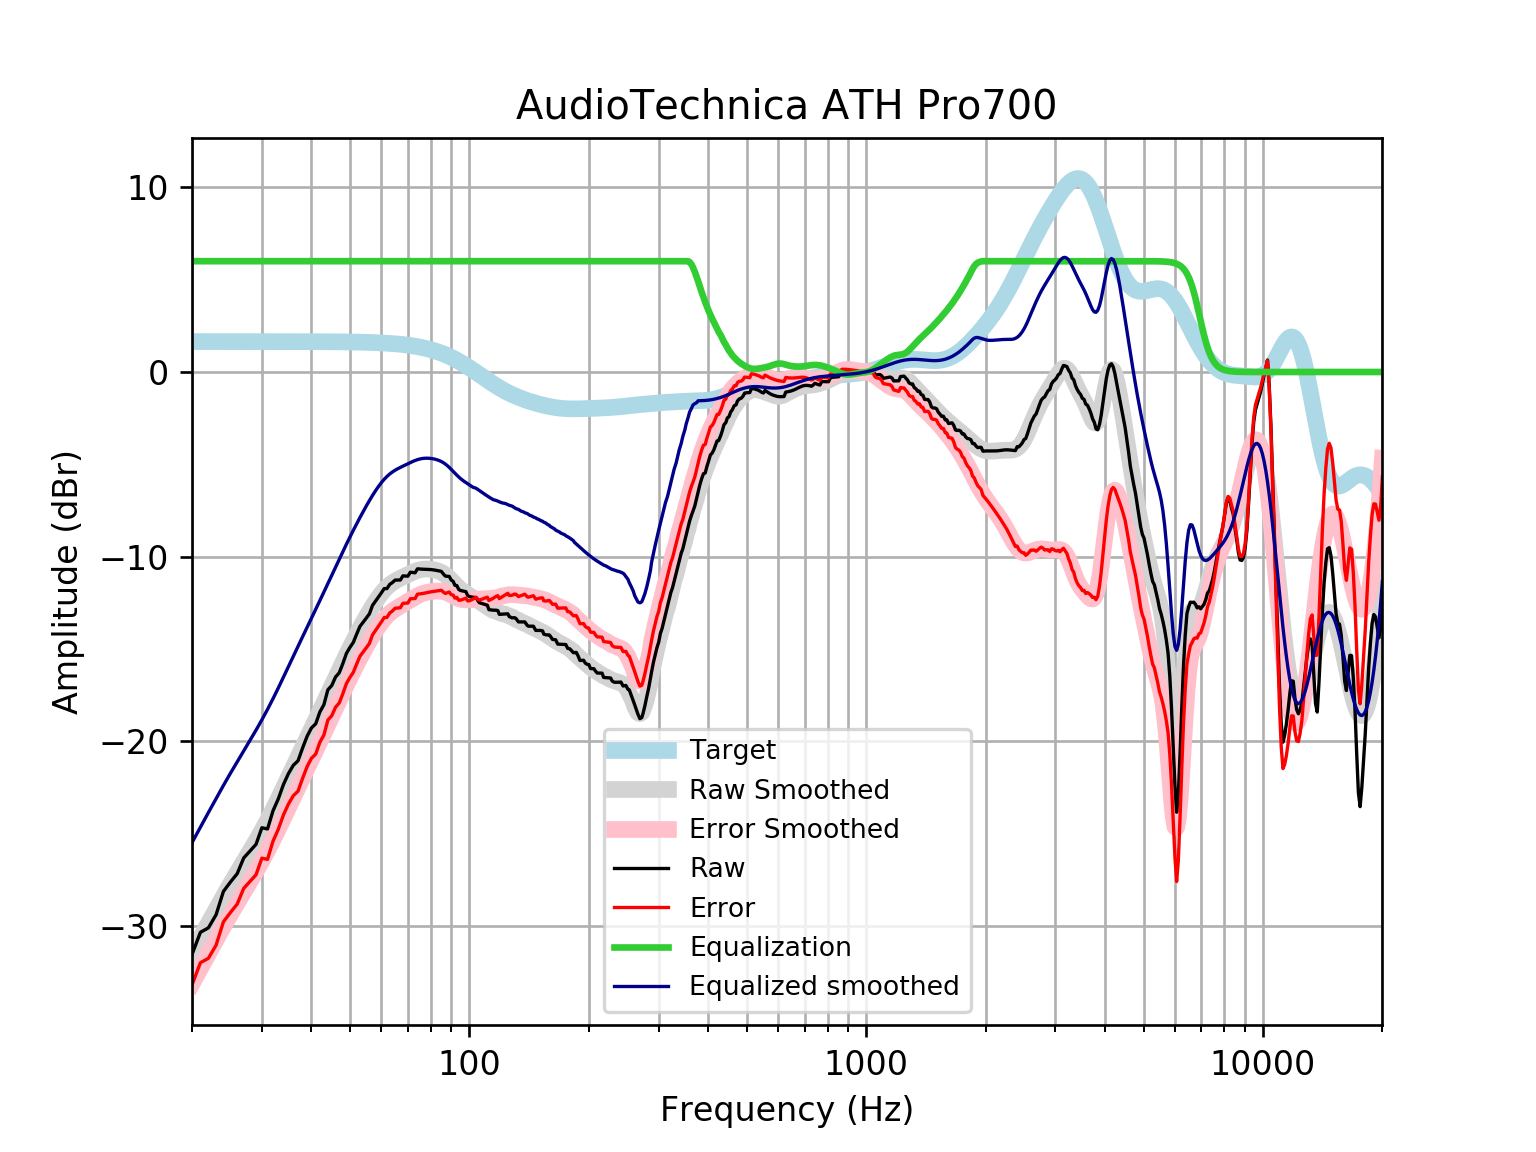 AudioTechnica ATH Pro700
10
0
−10
−20
−30
Amplitude (dBr)
Target
Raw Smoothed
Error Smoothed
Raw
Error
Equalization
Equalized smoothed
100 1000 10000
Frequency (Hz)